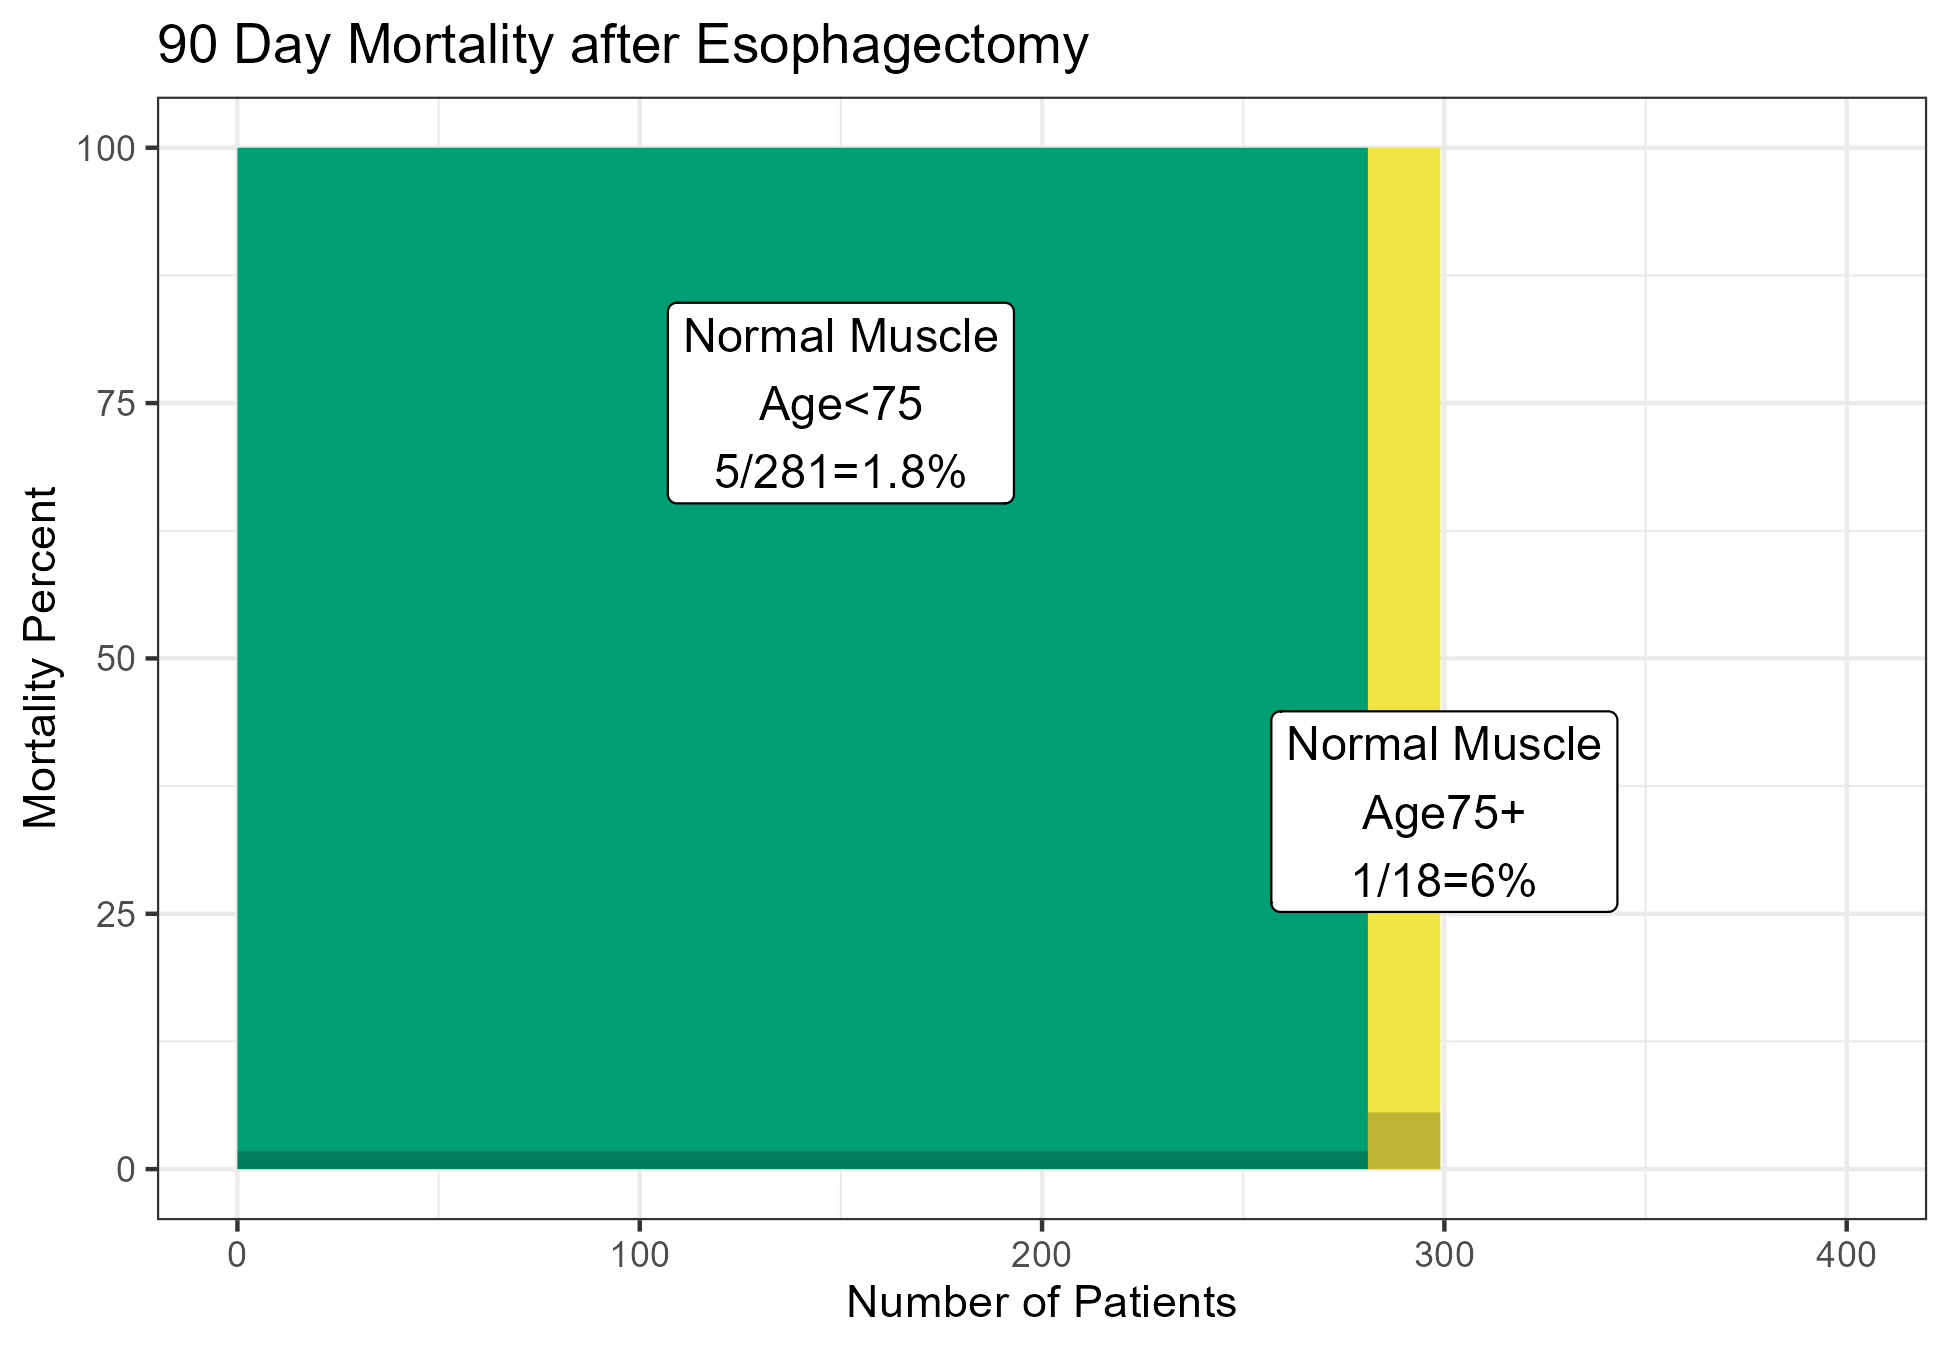 90 Day Mortality after Esophagectomy
Mortality Percent
100
75
50
25
0
Normal Muscle
Age<75
5/281=1.8%
Normal Muscle
Age75+
1/18=6%
0
100
200
300
400
Number of Patients